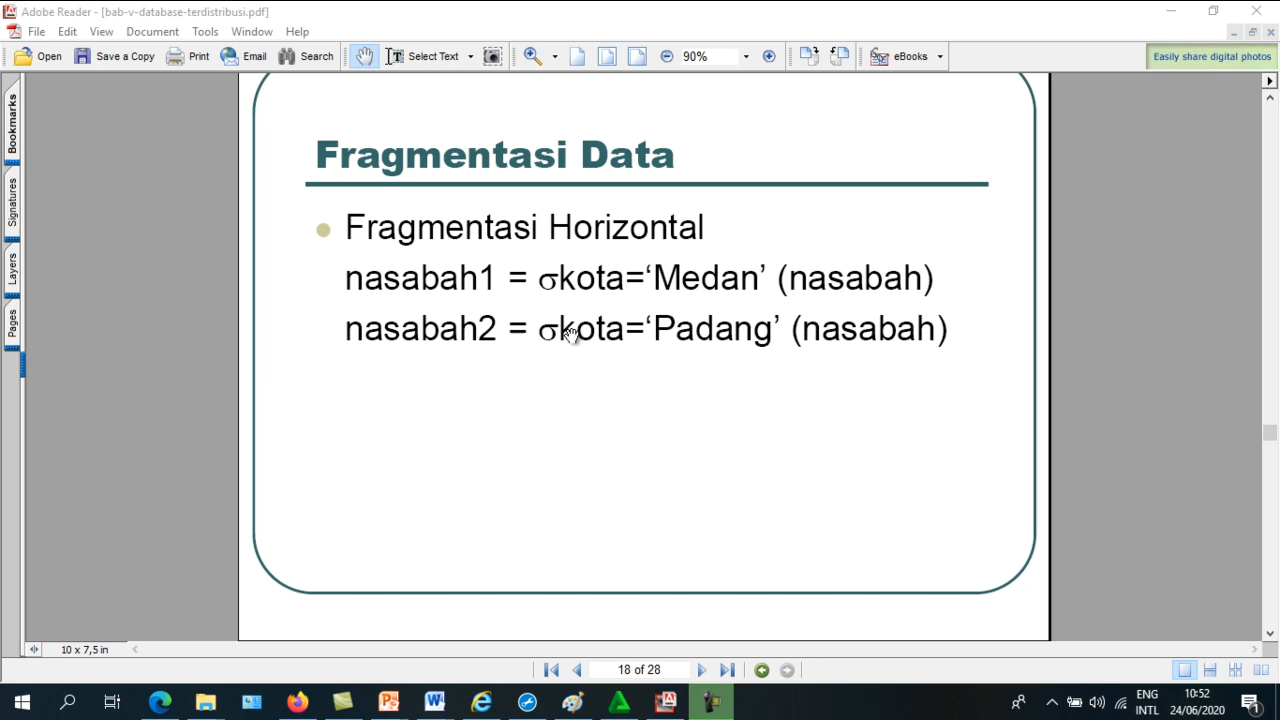 Adobe Reader - [bab-v-database-terdistribusi.pdf]
File Edit View Document Tools Window Help
Open Save a Copy Print Email Search Select Text 90% eBooks Easily share digital photos
Bookmarks
Signatures
Layers
Pages
Fragmentasi Data
Fragmentasi Horizontal
nasabah1 = σkota=‘Medan’ (nasabah)
nasabah2 = σkota=‘Padang’ (nasabah)
10 x 7,5 in
18 of 28
ENG 10:52
INTL 24/06/2020 1